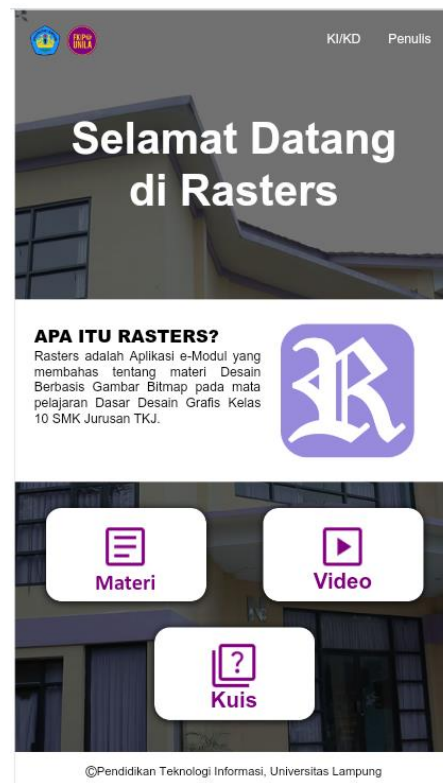 FKIP
UNILA
KI/KD Penulis
Selamat Datang
di Rasters
APA ITU RASTERS?
Rasters adalah Aplikasi e-Modul yang
membahas tentang materi Desain
Berbasis Gambar Bitmap pada mata
pelajaran Dasar Desain Grafis Kelas
10 SMK Jurusan TKJ.
R
Materi
Video
?
Kuis
©Pendidikan Teknologi Informasi, Universitas Lampung